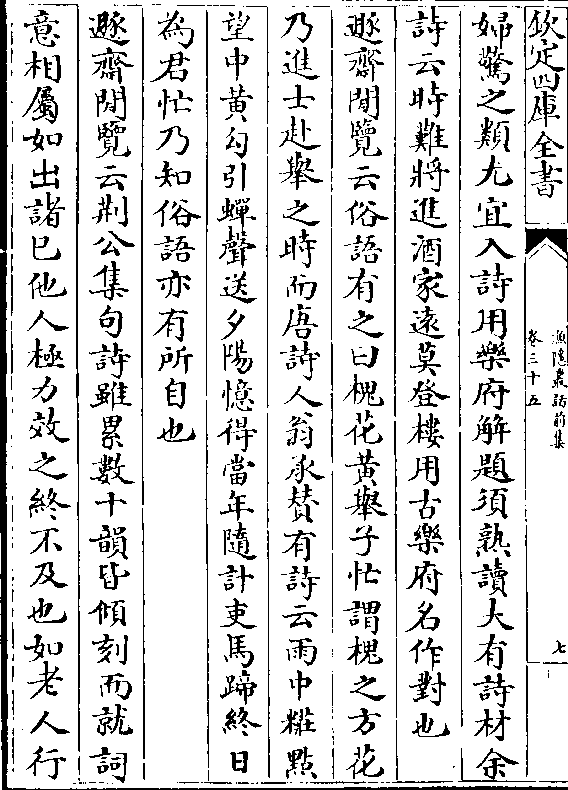 欽定四庫全書
漁隠叢話前集
卷三十五
七
婦驚之類尤宜入詩用樂府解題須熟讀大有詩材余
詩云時難將進酒家遠莫登樓用古樂府名作對也
遯齋閒覽云俗語有之曰槐花黄舉子忙謂槐之方花
乃進士赴舉之時而唐詩人翁承贊有詩云雨中粧點
望中黄勾引蟬聲送夕陽憶得當年隨計吏馬蹄終日
為君忙乃知俗語亦有所自也
遯齋閒覽云荆公集句詩雖累數十韻皆傾刻而就詞
意相屬如出諸已他人極力效之終不及也如老人行